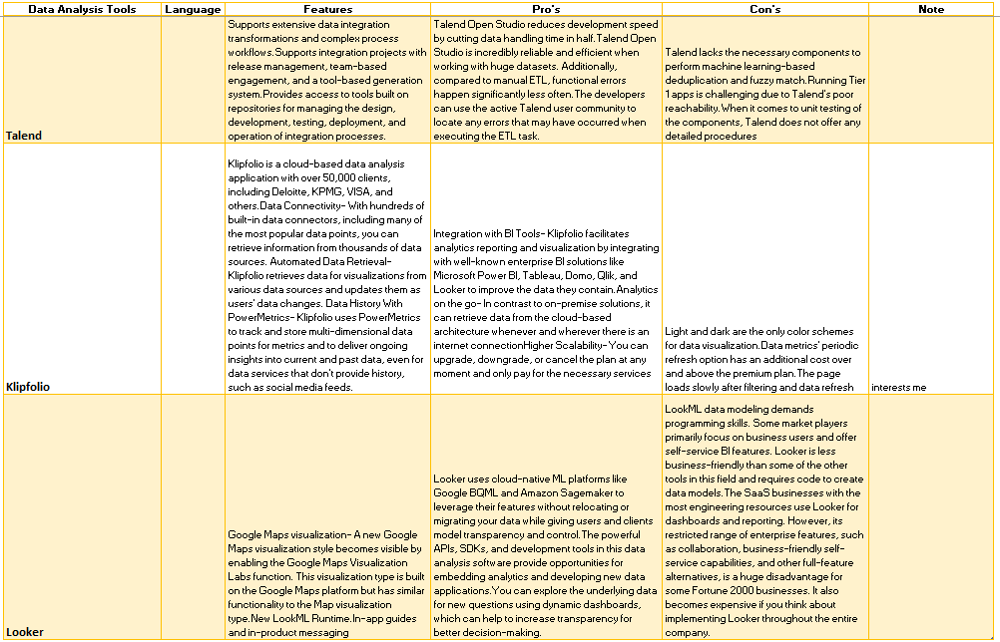 Data Analysis Tools Language Features Pro's Con's Note
Talend
Supports extensive data integration
transformations and complex process
workflows.Supports integration projects with
release management, team-based
engagement, and a tool-based generation
system.Provides access to tools built on
repositories for managing the design,
development, testing, deployment, and
operation of integration processes.
Talend Open Studio reduces development speed
by cutting data handling time in half.Talend Open
Studio is incredibly reliable and efficient when
working with huge datasets. Additionally,
compared to manual ETL, functional errors
happen significantly less often.The developers
can use the active Talend user community to
locate any errors that may have occurred when
executing the ETL task.
Talend lacks the necessary components to
perform machine learning-based
deduplication and fuzzy match.Running Tier
1 apps is challenging due to Talend's poor
reachability.When it comes to unit testing of
the components, Talend does not offer any
detailed procedures
Klipfolio
Klipfolio is a cloud-based data analysis
application with over 50,000 clients,
including Deloitte, KPMG, VISA, and
others.Data Connectivity- With hundreds of
built-in data connectors, including many of
the most popular data points, you can
retrieve information from thousands of data
sources. Automated Data Retrieval-
Klipfolio retrieves data for visualizations from
various data sources and updates them as
users' data changes. Data History With
PowerMetrics- Klipfolio uses PowerMetrics
to track and store multi-dimensional data
points for metrics and to deliver ongoing
insights into current and past data, even for
data services that don't provide history,
such as social media feeds.
Integration with BI Tools- Klipfolio facilitates
analytics reporting and visualization by integrating
with well-known enterprise BI solutions like
Microsoft Power BI, Tableau, Domo, Qlik, and
Looker to improve the data they contain.Analytics
on the go- In contrast to on-premise solutions, it
can retrieve data from the cloud-based
architecture whenever and wherever there is an
internet connectionHigher Scalability- You can
upgrade, downgrade, or cancel the plan at any
moment and only pay for the necessary services
Light and dark are the only color schemes
for data visualization.Data metrics' periodic
refresh option has an additional cost over
and above the premium plan.The page
loads slowly after filtering and data refresh
interests me
Looker
Google Maps visualization- A new Google
Maps visualization style becomes visible by
enabling the Google Maps Visualization
Labs function. This visualization type is built
on the Google Maps platform but has similar
functionality to the Map visualization
type.New LookML Runtime.In-app guides
and in-product messaging
Looker uses cloud-native ML platforms like
Google BQML and Amazon Sagemaker to
leverage their features without relocating or
migrating your data while giving users and clients
model transparency and control.The powerful
APIs, SDKs, and development tools in this data
analysis software provide opportunities for
embedding analytics and developing new data
applications.You can explore the underlying data
for new questions using dynamic dashboards,
which can help to increase transparency for
better decision-making.
LookML data modeling demands
programming skills. Some market players
primarily focus on business users and offer
self-service BI features. Looker is less
business-friendly than some of the other
tools in this field and requires code to create
data models.The SaaS businesses with the
most engineering resources use Looker for
dashboards and reporting. However, its
restricted range of enterprise features, such
as collaboration, business-friendly self-
service capabilities, and other full-feature
alternatives, is a huge disadvantage for
some Fortune 2000 businesses. It also
becomes expensive if you think about
implementing Looker throughout the entire
company.